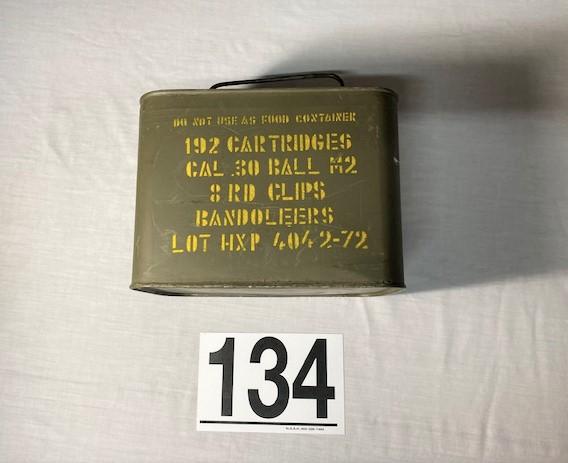 DO NOT USE AS FOOD CONTAINER
192 CARTRIDGES
CAL .30 BALL M2
8 RD CLIPS
BANDOLEERS
LOT HXP 4042-72
134